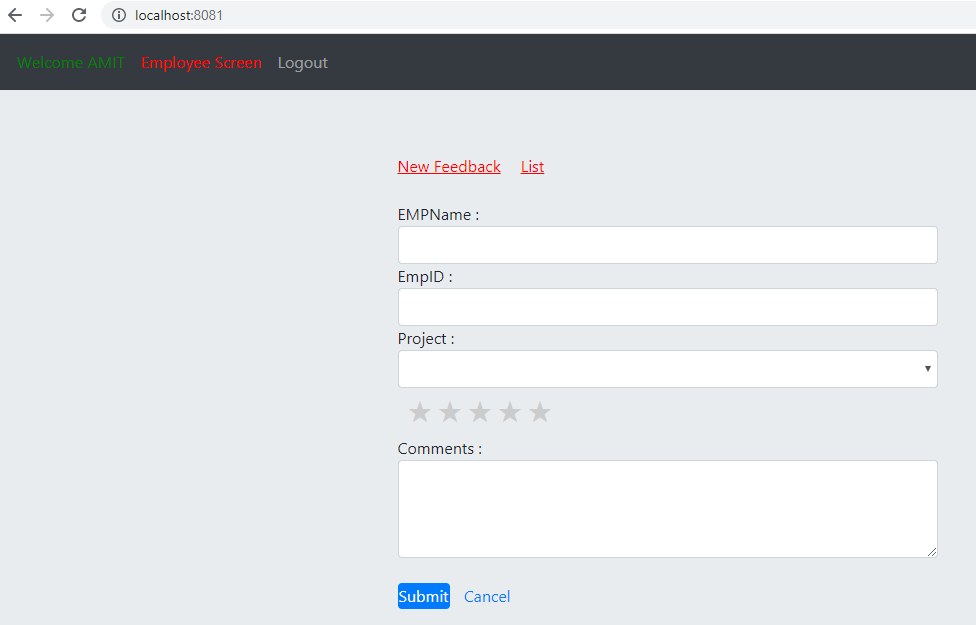 localhost:8081
Welcome AMIT Employee Screen Logout
New Feedback List
EMPName :
EmpID :
Project :
Comments :
Submit Cancel